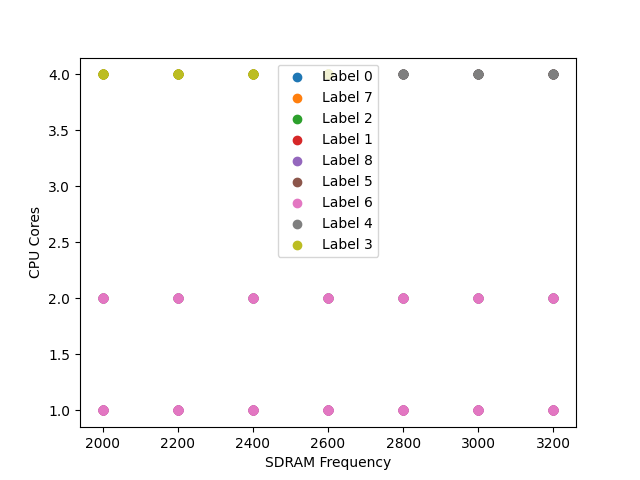 4.0
3.5
3.0
2.5
2.0
1.5
1.0
CPU Cores
Label 0
Label 7
Label 2
Label 1
Label 8
Label 5
Label 6
Label 4
Label 3
2000 2200 2400 2600 2800 3000 3200
SDRAM Frequency